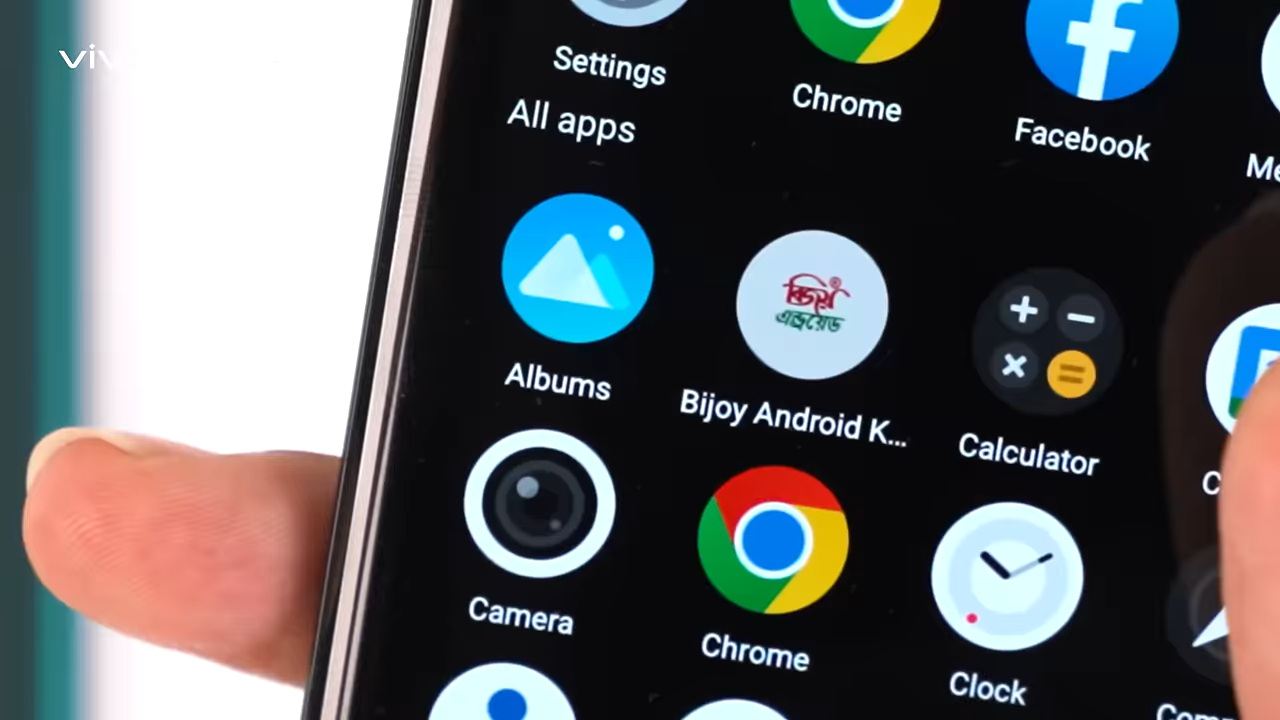 Settings
Chrome
Facebook
All apps
Albums
বিজয়®
এন্ড্রয়েড
Bijoy Android K...
Calculator
Camera
Chrome
Clock